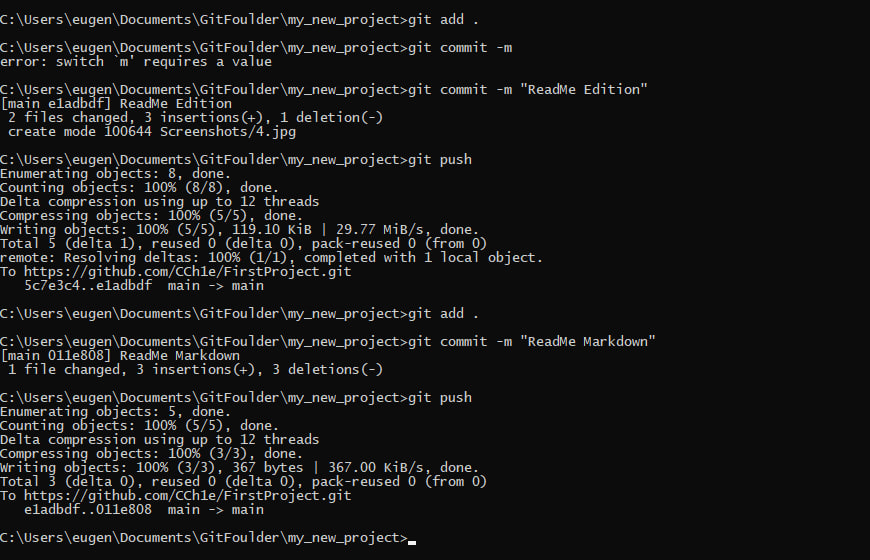 C:\Users\eugen\Documents\GitFoulder\my_new_project>git add .
C:\Users\eugen\Documents\GitFoulder\my_new_project>git commit -m
error: switch `m' requires a value
C:\Users\eugen\Documents\GitFoulder\my_new_project>git commit -m "ReadMe Edition"
[main e1adbdf] ReadMe Edition
 2 files changed, 3 insertions(+), 1 deletion(-)
 create mode 100644 Screenshots/4.jpg
C:\Users\eugen\Documents\GitFoulder\my_new_project>git push
Enumerating objects: 8, done.
Counting objects: 100% (8/8), done.
Delta compression using up to 12 threads
Compressing objects: 100% (5/5), done.
Writing objects: 100% (5/5), 119.10 KiB | 29.77 MiB/s, done.
Total 5 (delta 1), reused 0 (delta 0), pack-reused 0 (from 0)
remote: Resolving deltas: 100% (1/1), completed with 1 local object.
To https://github.com/CCh1e/FirstProject.git
   5c7e3c4..e1adbdf  main -> main
C:\Users\eugen\Documents\GitFoulder\my_new_project>git add .
C:\Users\eugen\Documents\GitFoulder\my_new_project>git commit -m "ReadMe Markdown"
[main 011e808] ReadMe Markdown
 1 file changed, 3 insertions(+), 3 deletions(-)
C:\Users\eugen\Documents\GitFoulder\my_new_project>git push
Enumerating objects: 5, done.
Counting objects: 100% (5/5), done.
Delta compression using up to 12 threads
Compressing objects: 100% (3/3), done.
Writing objects: 100% (3/3), 367 bytes | 367.00 KiB/s, done.
Total 3 (delta 0), reused 0 (delta 0), pack-reused 0 (from 0)
To https://github.com/CCh1e/FirstProject.git
   e1adbdf..011e808  main -> main
C:\Users\eugen\Documents\GitFoulder\my_new_project>